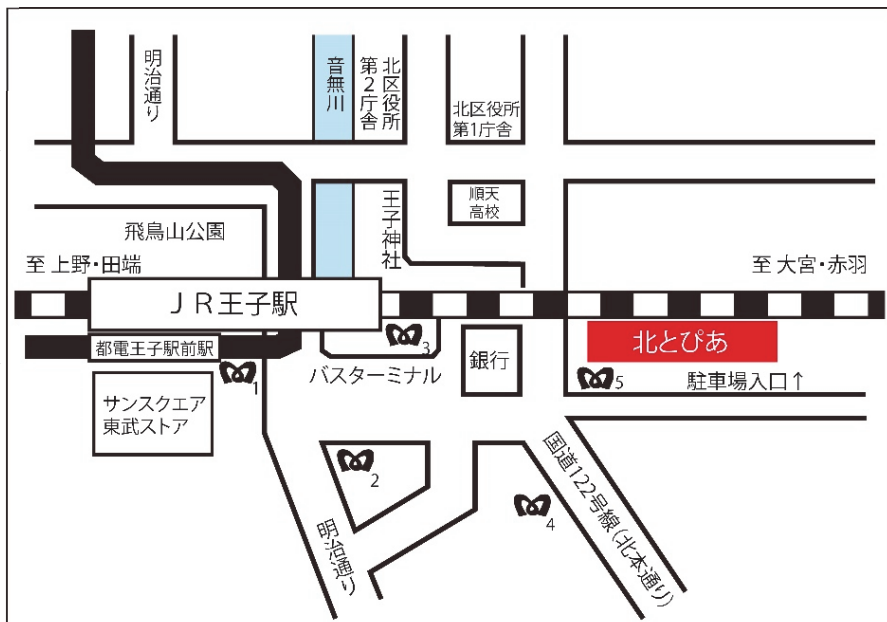 明治通り
音無川
北区役所
第2庁舎
北区役所
第1庁舎
順天
高校
王子神社
飛鳥山公園
至 上野・田端
至 大宮・赤羽
JR王子駅
北とぴあ
都電王子駅前駅
1
3
バスターミナル
銀行
5
駐車場入口↑
サンスクエア
東武ストア
2
4
明治通り
国道122号線(北本通り)